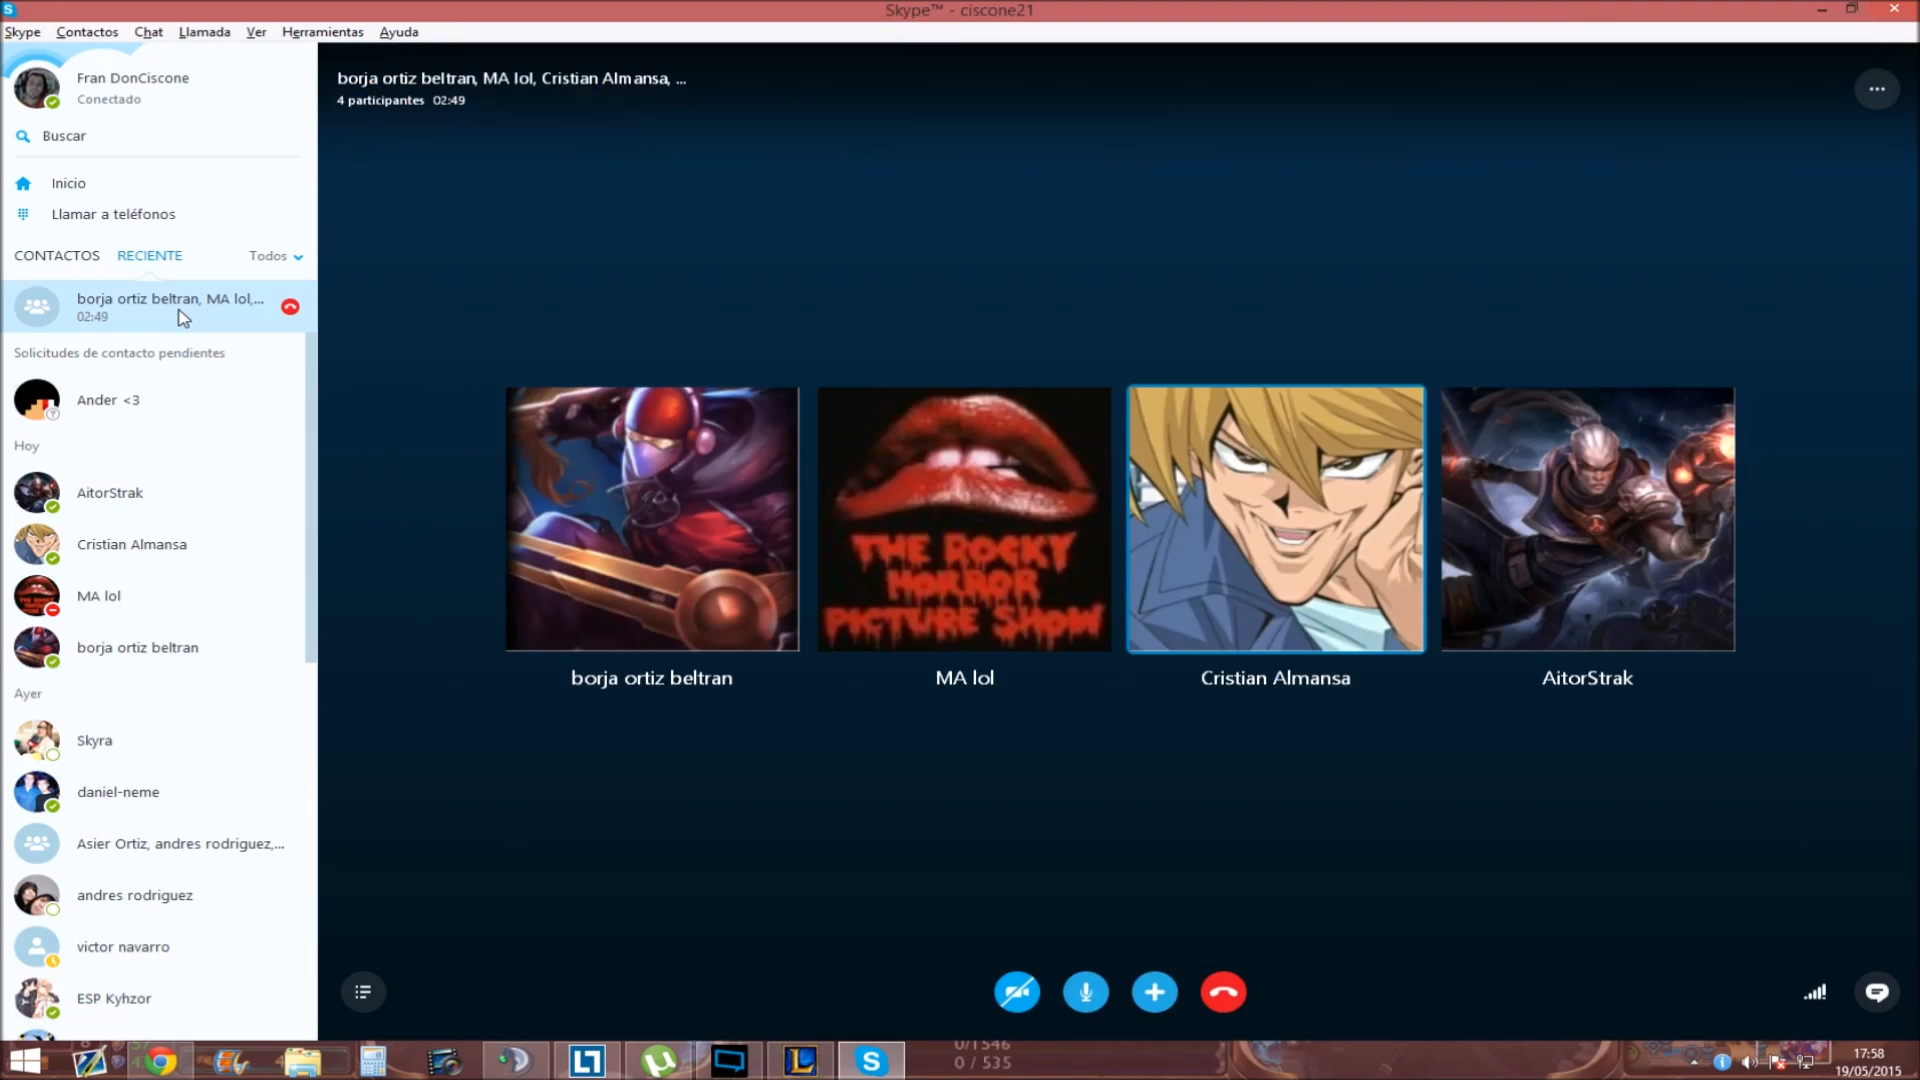 Skype™ - ciscone21
Skype Contactos Chat Llamada Ver Herramientas Ayuda
Fran DonCiscone
Conectado
Buscar
Inicio
Llamar a teléfonos
CONTACTOS RECIENTE Todos
borja ortiz beltran, MA lol,...
02:49
Solicitudes de contacto pendientes
Ander <3
Hoy
AitorStrak
Cristian Almansa
MA lol
borja ortiz beltran
Ayer
Skyra
daniel-neme
Asier Ortiz, andres rodriguez,...
andres rodriguez
victor navarro
ESP Kyhzor
borja ortiz beltran, MA lol, Cristian Almansa, ...
4 participantes 02:49
THE ROCKY
HORROR
PICTURE SHOW
borja ortiz beltran
MA lol
Cristian Almansa
AitorStrak
0/1546
0 / 535
17:58
19/05/2015